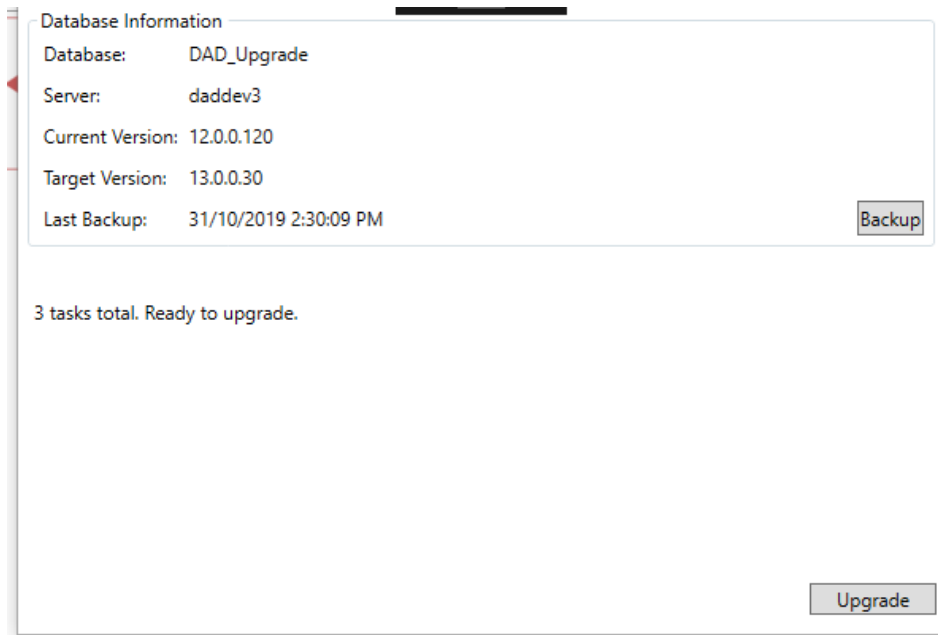 Database Information
Database: DAD_Upgrade
Server: daddev3
Current Version: 12.0.0.120
Target Version: 13.0.0.30
Last Backup: 31/10/2019 2:30:09 PM Backup
3 tasks total. Ready to upgrade.
Upgrade